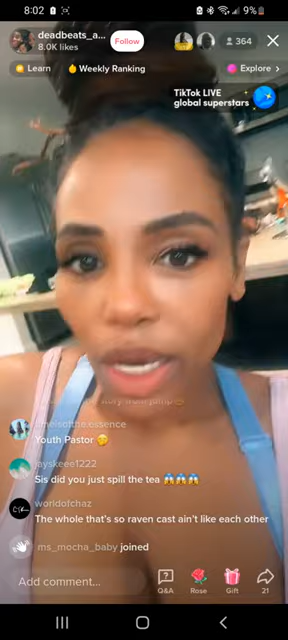 8:02
9%
deadbeats_a...
8.0K likes
Follow
364
Learn
Weekly Ranking
Explore >
TikTok LIVE
global superstars
Youth Pastor 😏
jayskeee1222
Sis did you just spill the tea 😱😱😱
worldofchaz
The whole that's so raven cast ain't like each other
ms_mocha_baby joined
Add comment...
Q&A
Rose
Gift
21